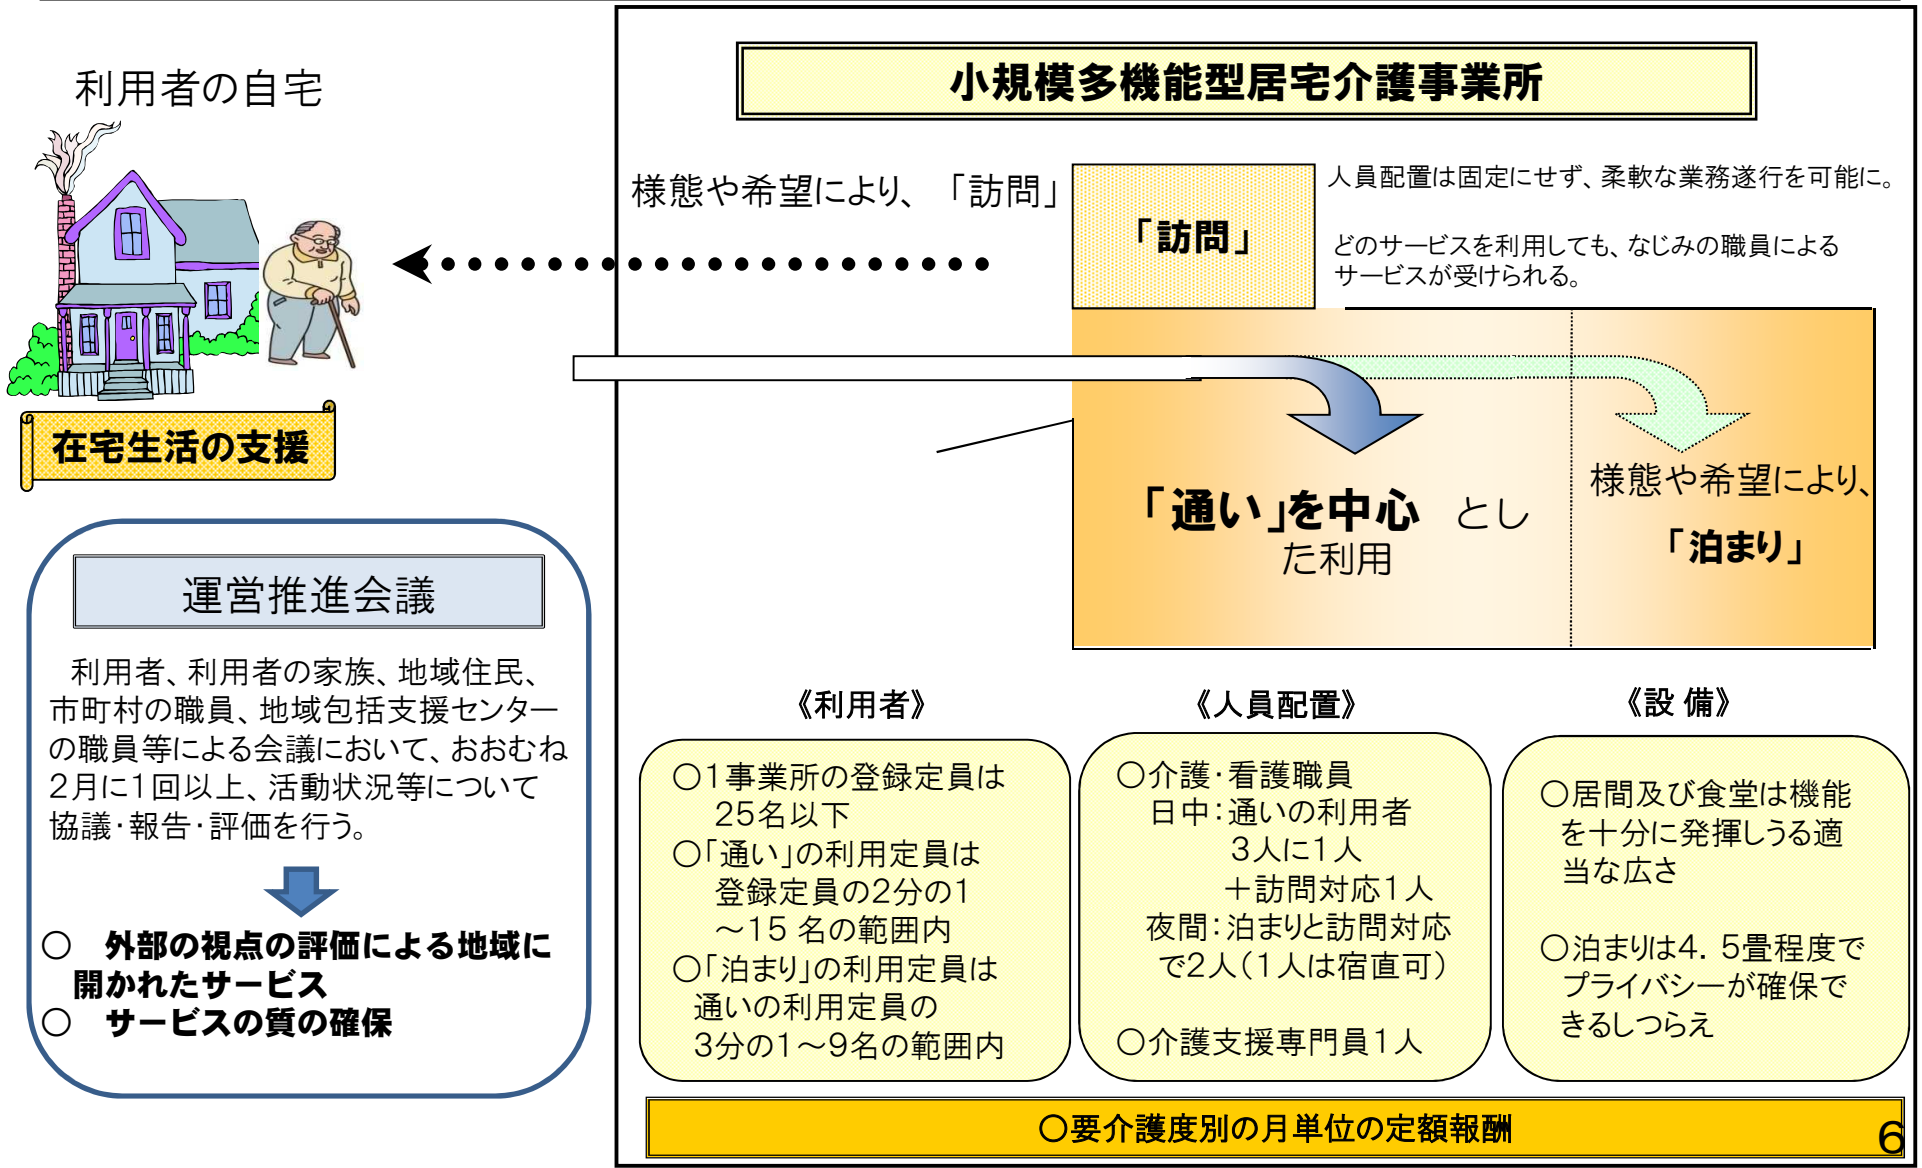 利用者の自宅
在宅生活の支援
運営推進会議
利用者、利用者の家族、地域住民、
市町村の職員、地域包括支援センター
の職員等による会議において、おおむね
2月に1回以上、活動状況等について
協議・報告・評価を行う。
○　外部の視点の評価による地域に
開かれたサービス
○　サービスの質の確保
小規模多機能型居宅介護事業所
様態や希望により、「訪問」
「訪問」
人員配置は固定にせず、柔軟な業務遂行を可能に。
どのサービスを利用しても、なじみの職員による
サービスが受けられる。
「通い」を中心　とし
た利用
様態や希望により、
「泊まり」
《利用者》
○1事業所の登録定員は
25名以下
○「通い」の利用定員は
登録定員の2分の1
～15 名の範囲内
○「泊まり」の利用定員は
通いの利用定員の
3分の1～9名の範囲内
《人員配置》
○介護・看護職員
日中：通いの利用者
3人に1人
＋訪問対応1人
夜間：泊まりと訪問対応
で2人（1人は宿直可）
○介護支援専門員1人
《設 備》
○居間及び食堂は機能
を十分に発揮しうる適
当な広さ
○泊まりは4．5畳程度で
プライバシーが確保で
きるしつらえ
○要介護度別の月単位の定額報酬
6